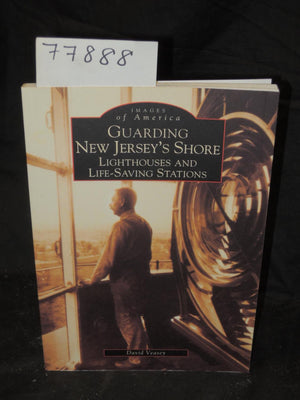 77888
IMAGES
of America
GUARDING
NEW JERSEY'S SHORE
LIGHTHOUSES AND
LIFE-SAVING STATIONS
David Veasey